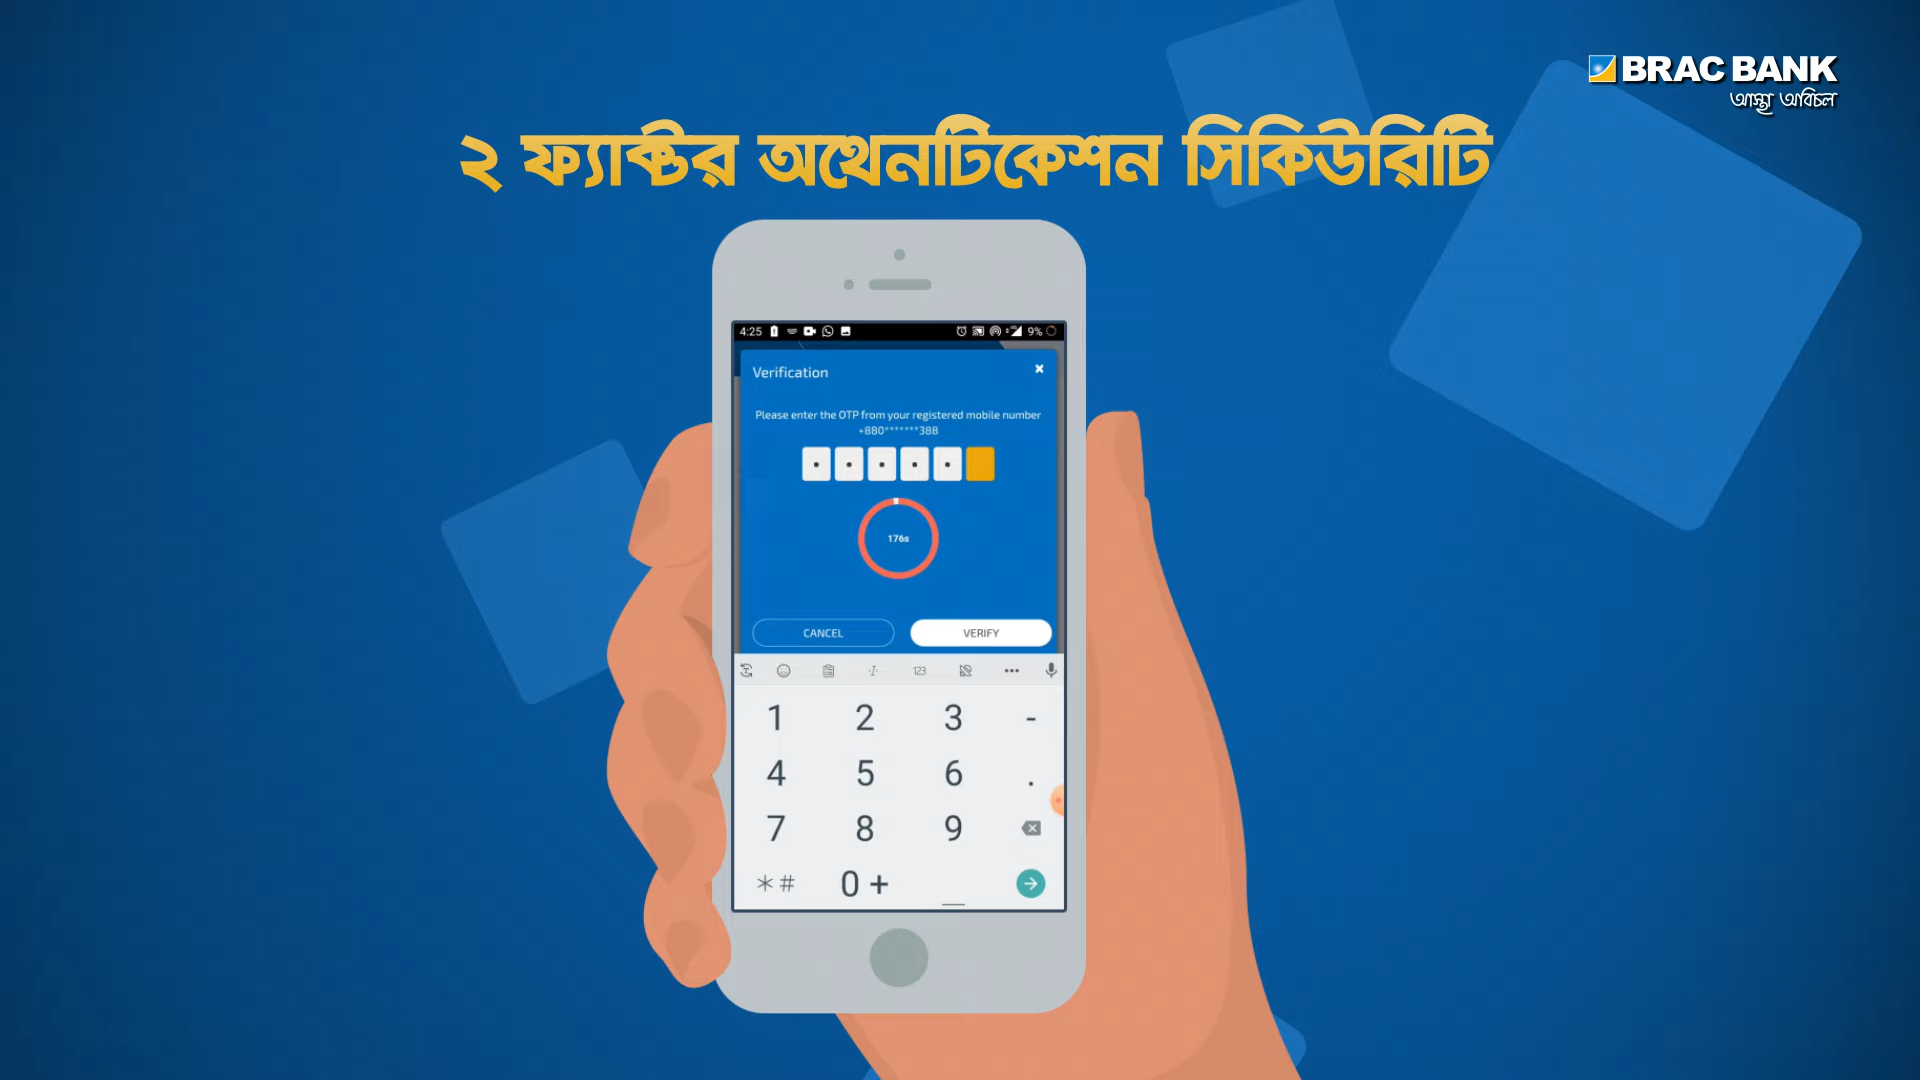 BRAC BANK
আস্থা অবিচল
২ ফ্যাক্টর অথেনটিকেশন সিকিউরিটি
4:25
9%
Verification
Please enter the OTP from your registered mobile number
+880*******388
176s
CANCEL VERIFY
123
1 2 3 -
4 5 6 .
7 8 9
*# 0 +